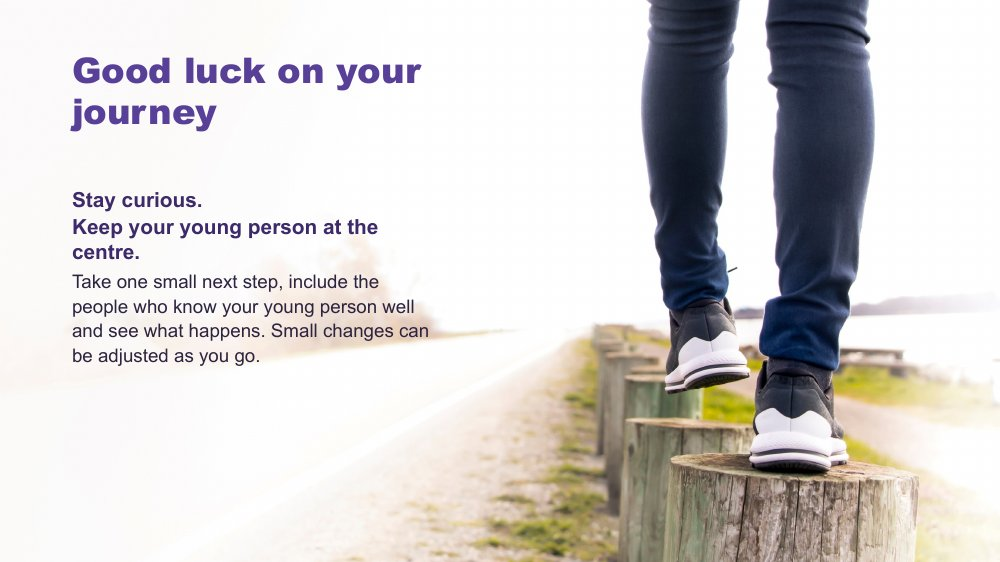 Good luck on your
journey
Stay curious.
Keep your young person at the
centre.
Take one small next step, include the
people who know your young person well
and see what happens. Small changes can
be adjusted as you go.